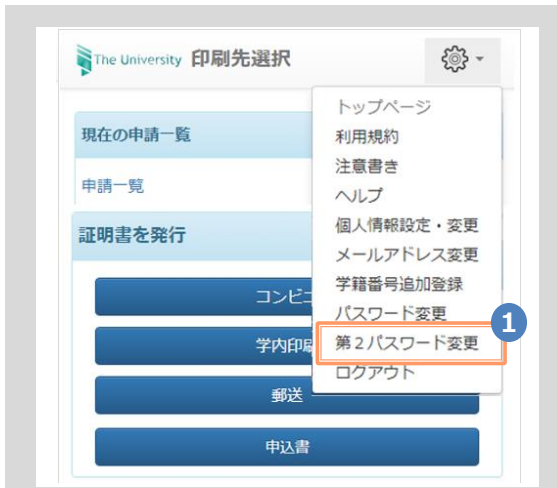 The University 印刷先選択
トップページ
現在の申請一覧
利用規約
注意書き
申請一覧
ヘルプ
個人情報設定・変更
証明書を発行
メールアドレス変更
学籍番号追加登録
コンビニ
パスワード変更
1
学内印刷
第2パスワード変更
ログアウト
郵送
申込書